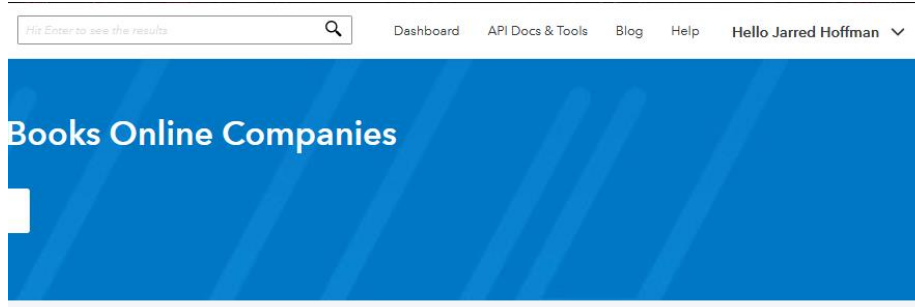 Hit Enter to see the results
Dashboard API Docs & Tools Blog Help Hello Jarred Hoffman
Books Online Companies